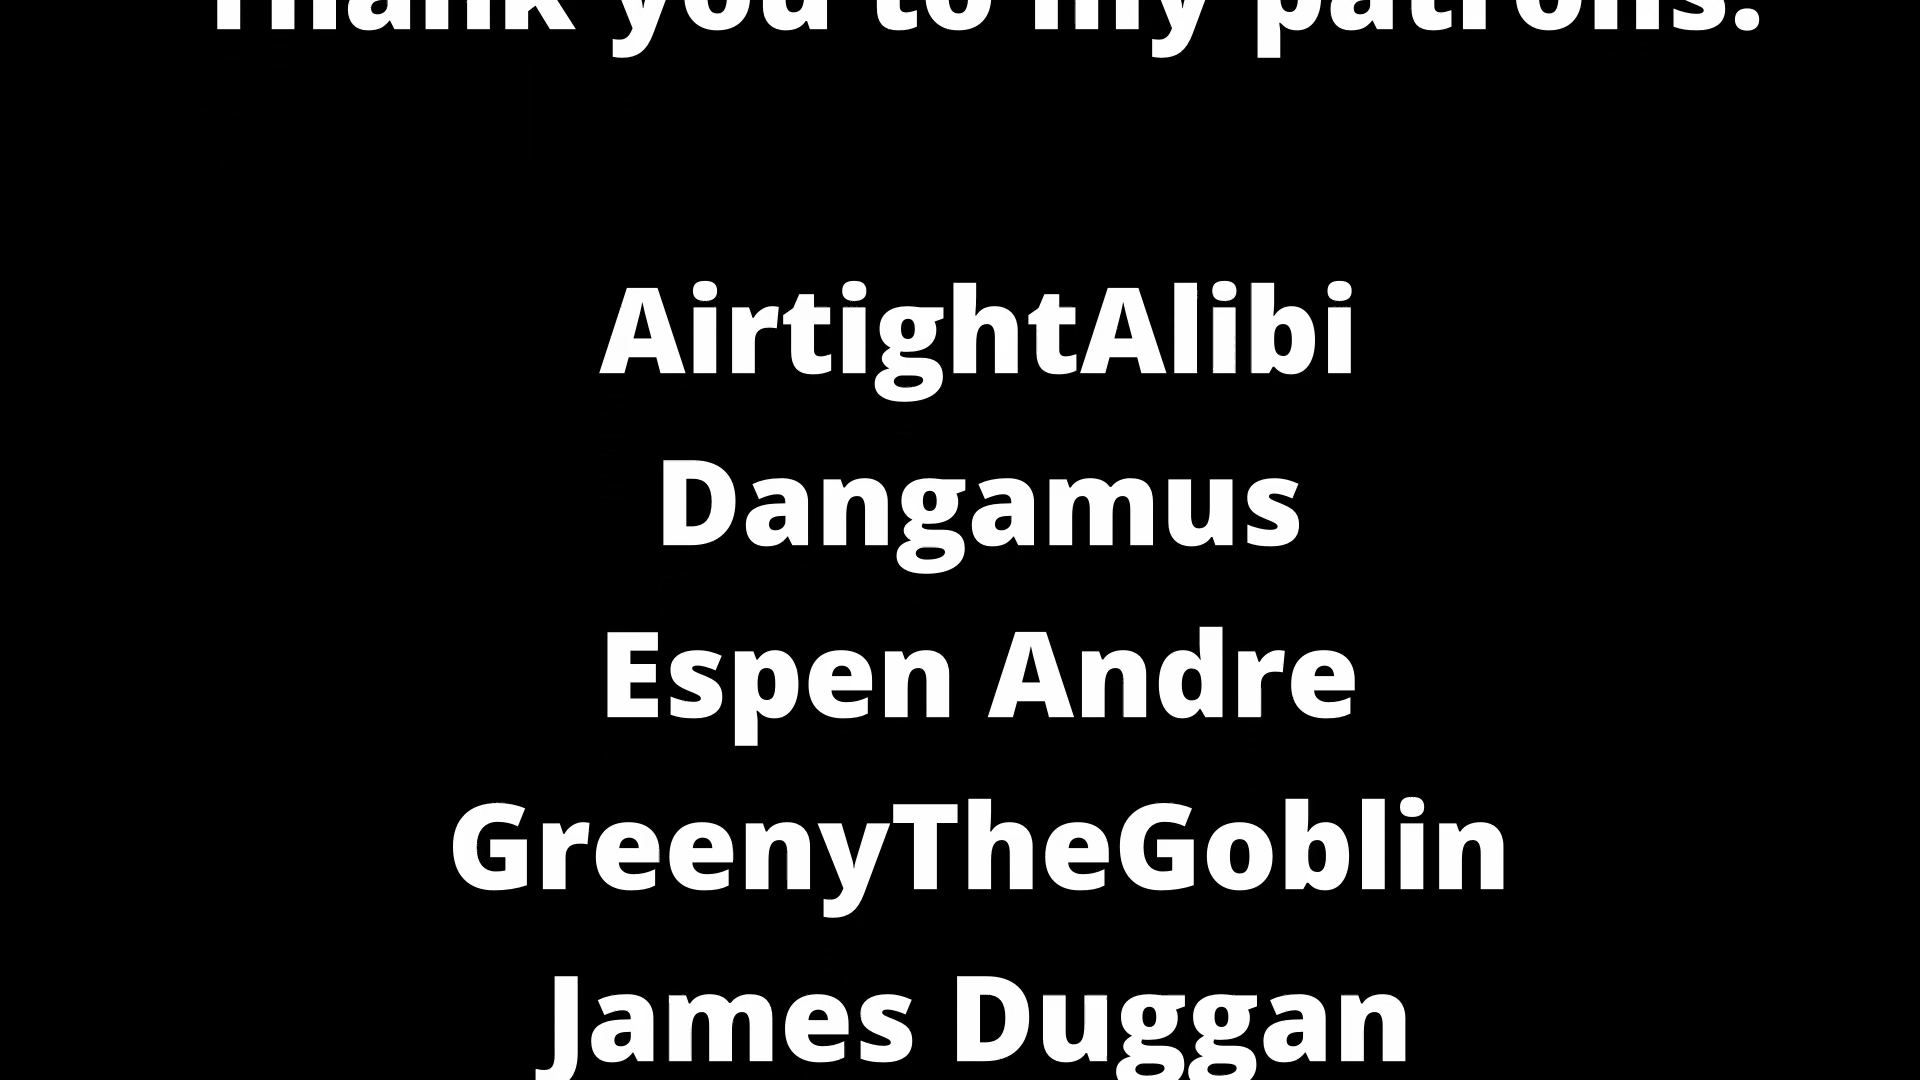 Thank you to my patrons.
AirtightAlibi
Dangamus
Espen Andre
GreenyTheGoblin
James Duggan